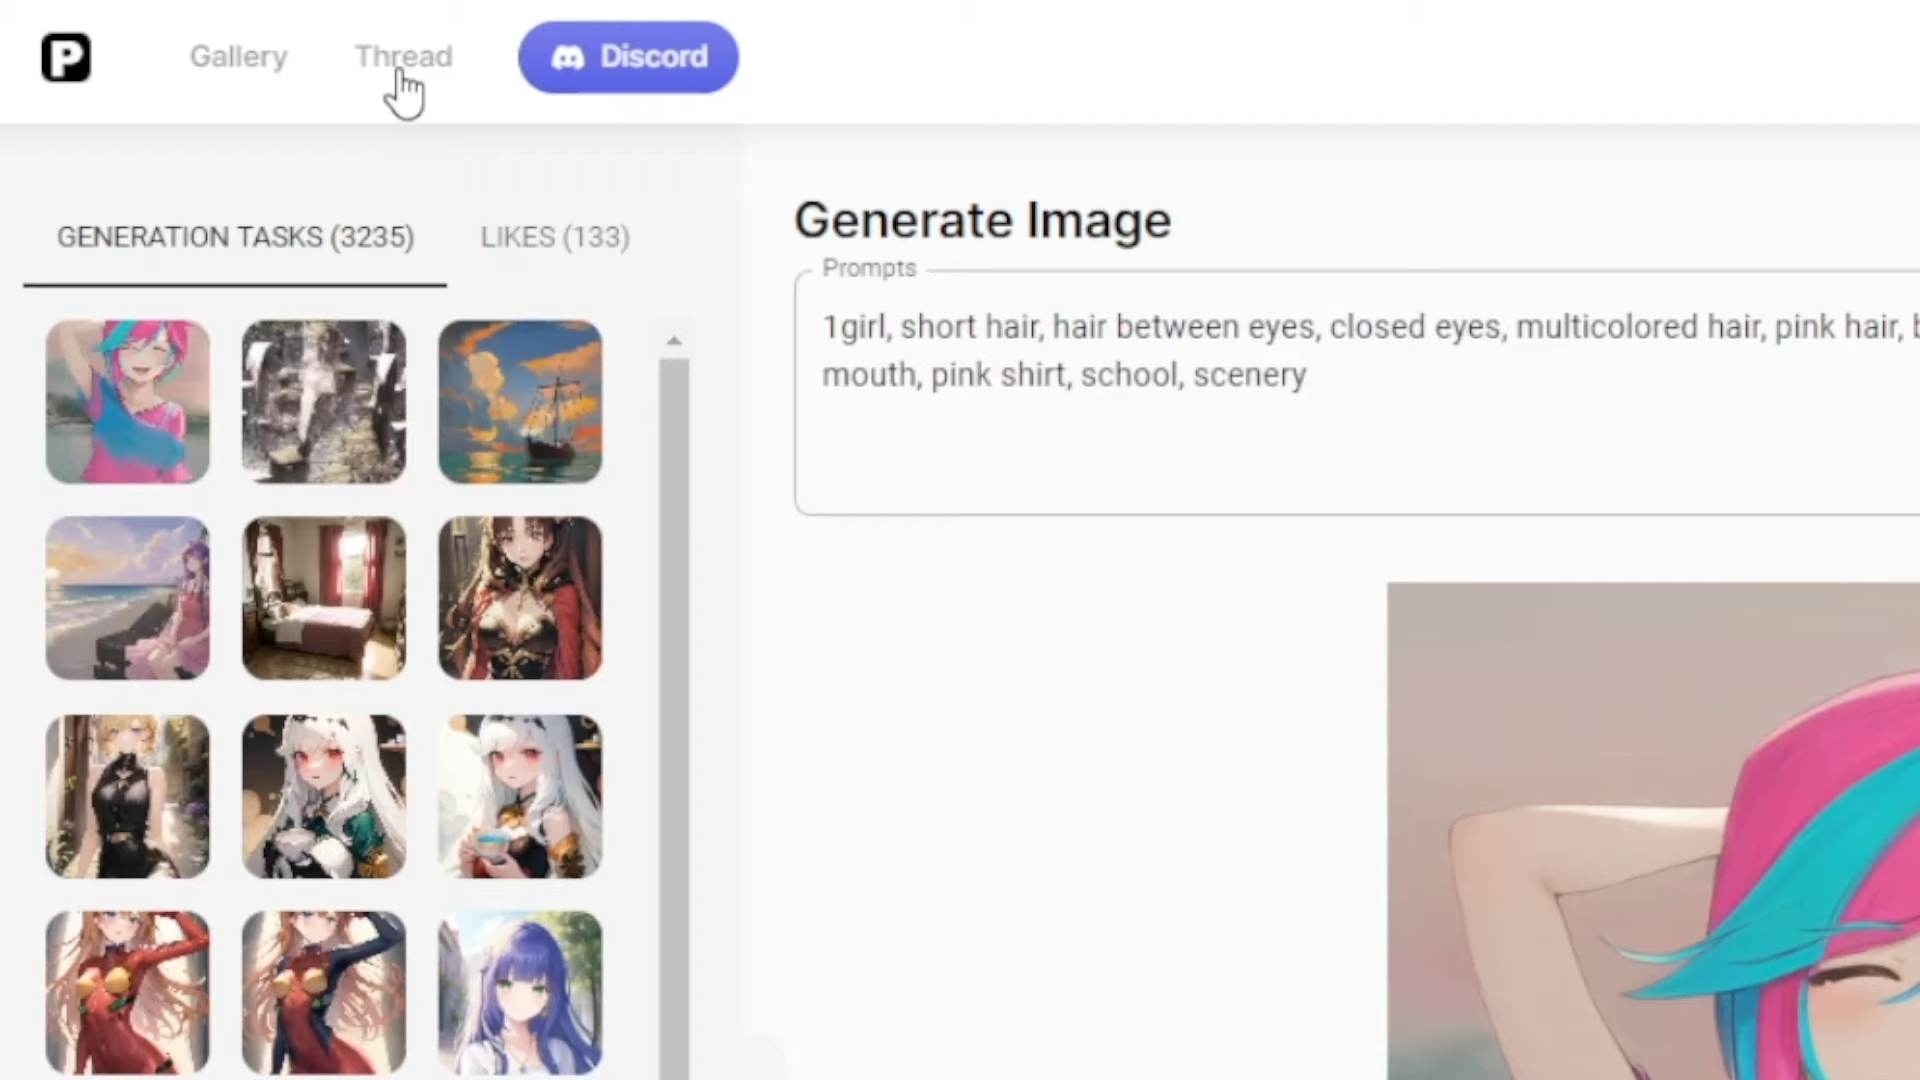 P
Gallery
Thread
Discord
GENERATION TASKS (3235)
LIKES (133)
Generate Image
Prompts
1girl, short hair, hair between eyes, closed eyes, multicolored hair, pink hair,
mouth, pink shirt, school, scenery